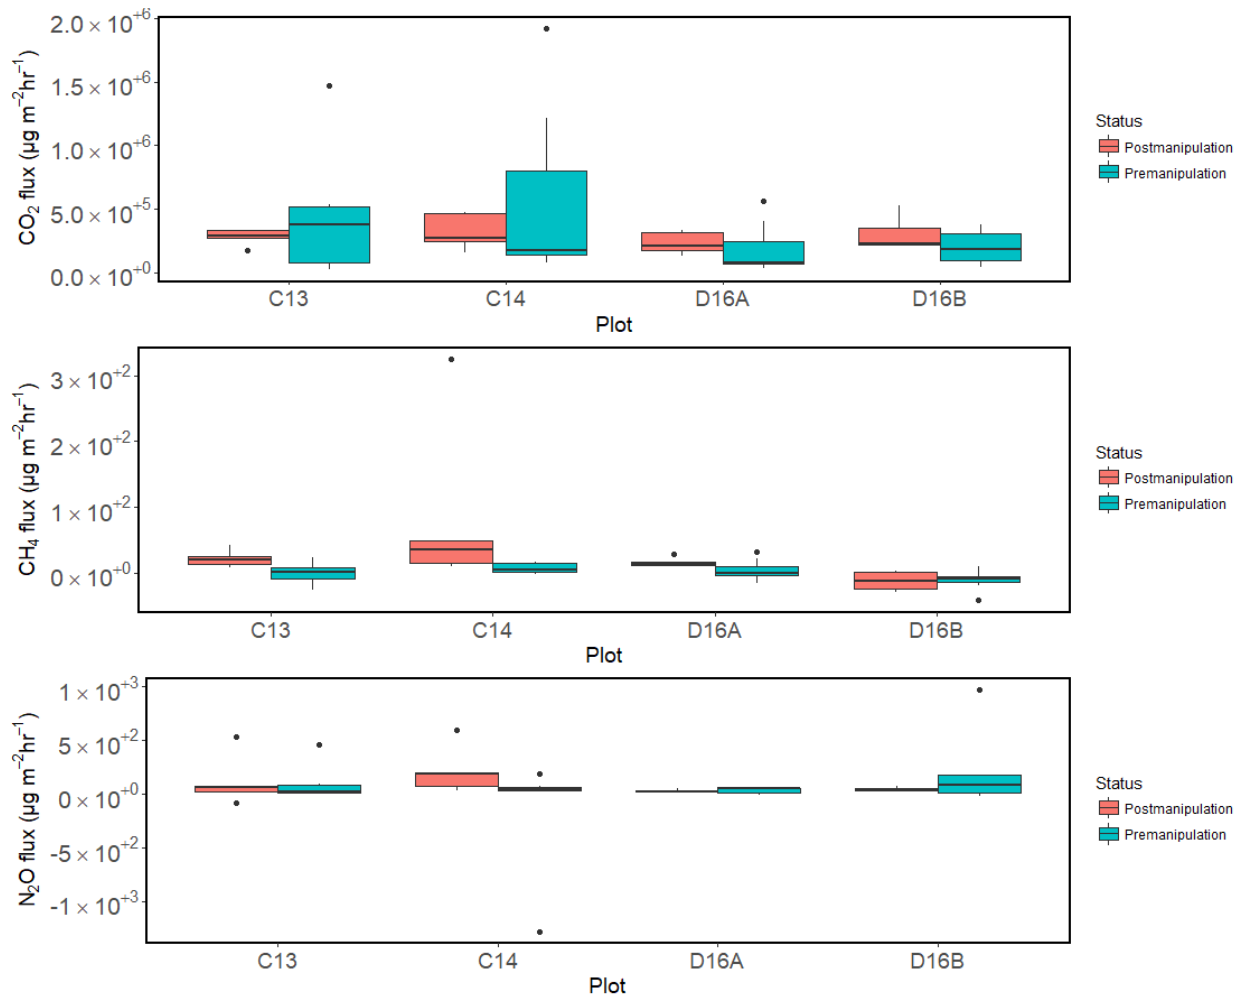 2.0 × 10⁺⁶
1.5 × 10⁺⁶
1.0 × 10⁺⁶
5.0 × 10⁺⁵
0.0 × 10⁺⁰
CO₂ flux (µg m⁻²hr⁻¹)
C13 C14 D16A D16B
Plot
Status
Postmanipulation
Premanipulation
3 × 10⁺²
2 × 10⁺²
1 × 10⁺²
0 × 10⁺⁰
CH₄ flux (µg m⁻²hr⁻¹)
C13 C14 D16A D16B
Plot
Status
Postmanipulation
Premanipulation
1 × 10⁺³
5 × 10⁺²
0 × 10⁺⁰
-5 × 10⁺²
-1 × 10⁺³
N₂O flux (µg m⁻²hr⁻¹)
C13 C14 D16A D16B
Plot
Status
Postmanipulation
Premanipulation